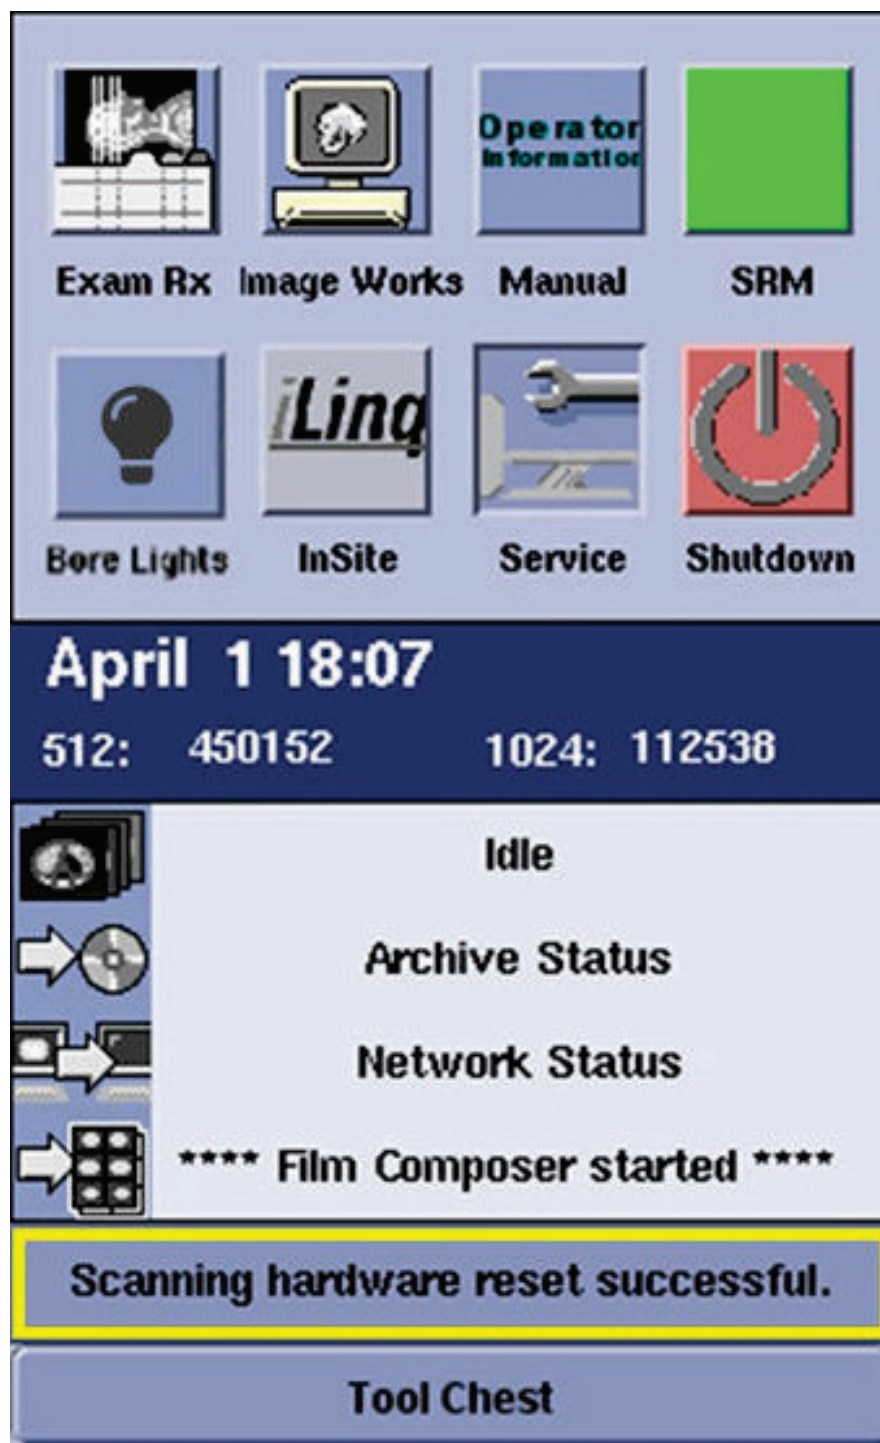 Operator
Information
Exam Rx Image Works Manual SRM
iLinq
Bore Lights InSite Service Shutdown
April 1 18:07
512: 450152 1024: 112538
Idle
Archive Status
Network Status
**** Film Composer started ****
Scanning hardware reset successful.
Tool Chest